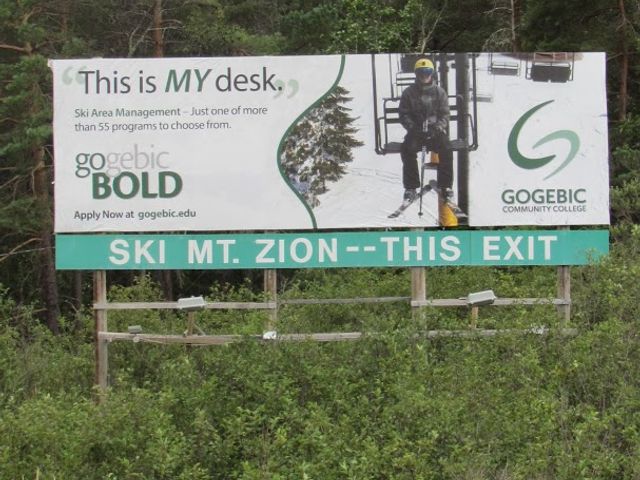 "This is MY desk."
Ski Area Management – Just one of more
than 55 programs to choose from.
gogebic
BOLD
Apply Now at gogebic.edu
GOGEBIC
COMMUNITY COLLEGE
SKI MT. ZION--THIS EXIT